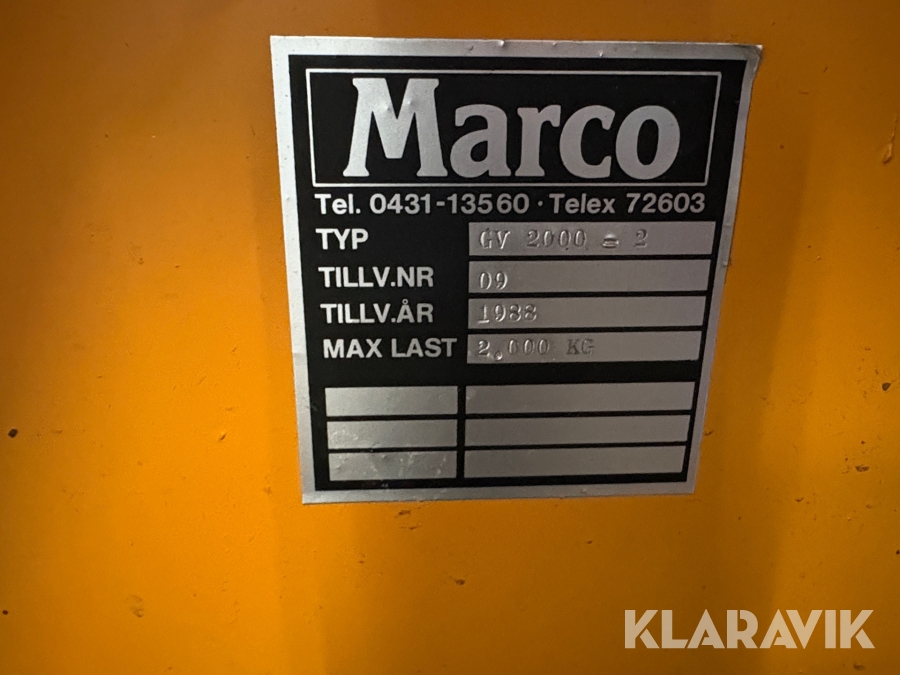 Marco
Tel. 0431-13560 · Telex 72603
TYP GV 2000 - 2
TILLV.NR 09
TILLV.ÅR 1988
MAX LAST 2.000 KG
KLARAVIK